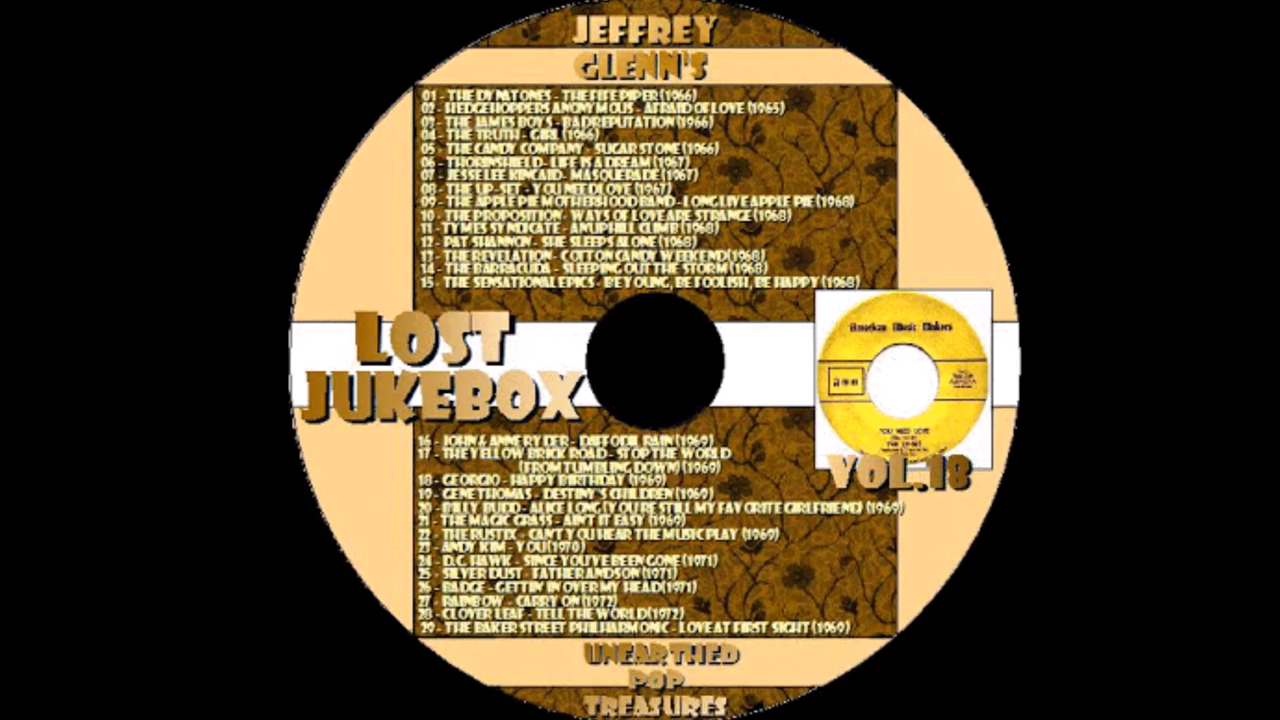 JEFFREY
GLENN'S
01 - THE DYNATONES - THE FIFE PIPER (1966)
02 - HEDGEHOPPERS ANONYMOUS - AFRAID OF LOVE (1965)
03 - THE JAMES BOYS - BAD REPUTATION (1966)
04 - THE TRUTH - GIRL (1966)
05 - THE CANDY COMPANY - SUGAR STONE (1966)
06 - THORINSHIELD - LIFE IS A DREAM (1967)
07 - JESSE LEE KINCAID - MASQUERADE (1967)
08 - THE UP-SET - YOU NEED LOVE (1967)
09 - THE APPLE PIE MOTHERHOOD BAND - LONG LIVE APPLE PIE (1968)
10 - THE PROPOSITION - WAYS OF LOVE ARE STRANGE (1968)
11 - TYMES SYNDICATE - AN UPHILL CLIMB (1968)
12 - PAT SHANNON - SHE SLEEPS ALONE (1968)
13 - THE REVELATION - COTTON CANDY WEEKEND (1968)
14 - THE BARRACUDA - SLEEPING OUT THE STORM (1968)
15 - THE SENSATIONAL EPICS - BE YOUNG, BE FOOLISH, BE HAPPY (1968)
LOST
JUKEBOX
American Music Makers
YOU NEED LOVE
VOL.18
16 - JOHN & ANNE RYDER - DAFFODIL RAIN (1969)
17 - THE YELLOW BRICK ROAD - STOP THE WORLD
(FROM TUMBLING DOWN) (1969)
18 - GEORGIO - HAPPY BIRTHDAY (1969)
19 - GENE THOMAS - DESTINY'S CHILDREN (1969)
20 - BILLY BUDD - ALICE LONG (YOU'RE STILL MY FAVORITE GIRLFRIEND) (1969)
21 - THE MAGIC GRASS - AIN'T IT EASY (1969)
22 - THE RUSTIX - CAN'T YOU HEAR THE MUSIC PLAY (1969)
23 - ANDY KIM - YOU (1970)
24 - D.C. HAWK - SINCE YOU'VE BEEN GONE (1971)
25 - SILVER DUST - FATHER AND SON (1971)
26 - BADGE - GETTIN IN OVER MY HEAD (1971)
27 - RAINBOW - CARRY ON (1972)
28 - CLOVER LEAF - TELL THE WORLD (1972)
29 - THE BAKER STREET PHILHARMONIC - LOVE AT FIRST SIGHT (1969)
UNEARTHED
POP
TREASURES